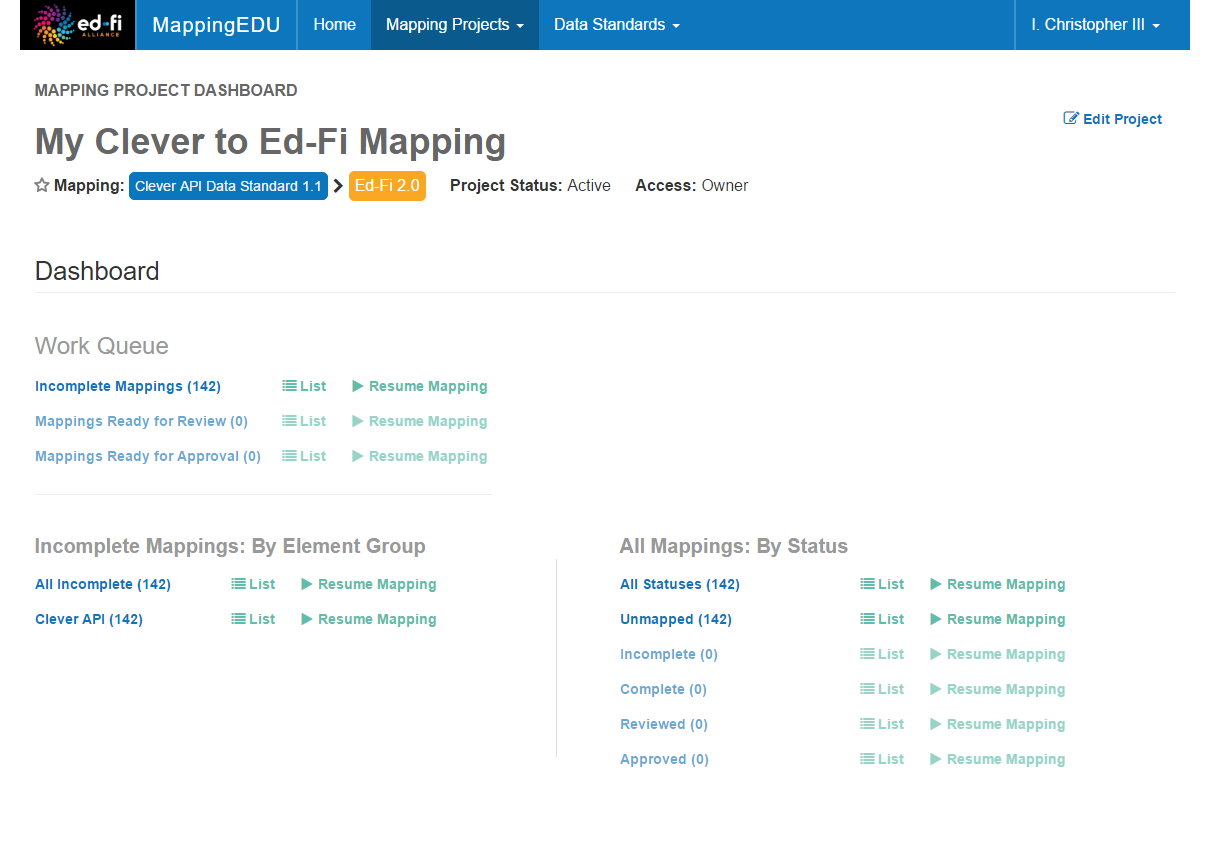 ed-fi ALLIANCE MappingEDU Home Mapping Projects Data Standards I. Christopher III
MAPPING PROJECT DASHBOARD
Edit Project
My Clever to Ed-Fi Mapping
Mapping: Clever API Data Standard 1.1 Ed-Fi 2.0 Project Status: Active Access: Owner
Dashboard
Work Queue
Incomplete Mappings (142) List Resume Mapping
Mappings Ready for Review (0) List Resume Mapping
Mappings Ready for Approval (0) List Resume Mapping
Incomplete Mappings: By Element Group
All Incomplete (142) List Resume Mapping
Clever API (142) List Resume Mapping
All Mappings: By Status
All Statuses (142) List Resume Mapping
Unmapped (142) List Resume Mapping
Incomplete (0) List Resume Mapping
Complete (0) List Resume Mapping
Reviewed (0) List Resume Mapping
Approved (0) List Resume Mapping